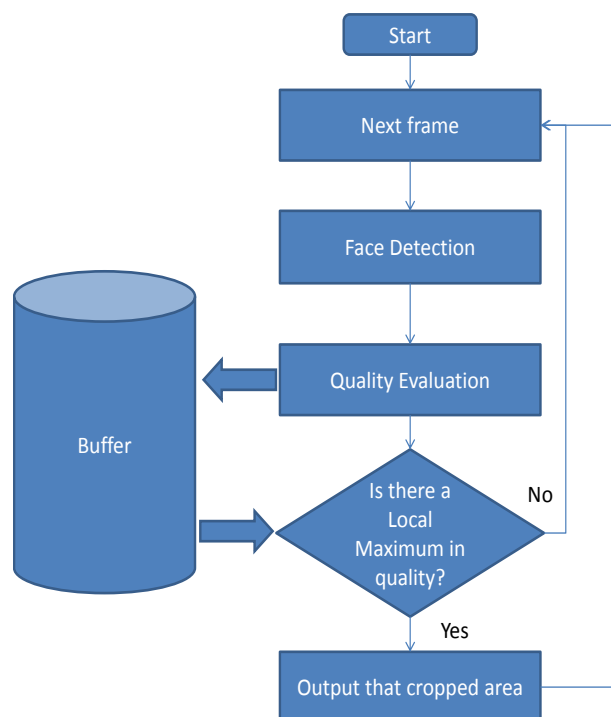 Start
Next frame
Face Detection
Quality Evaluation
Buffer
Is there a
Local
Maximum in
quality?
No
Yes
Output that cropped area